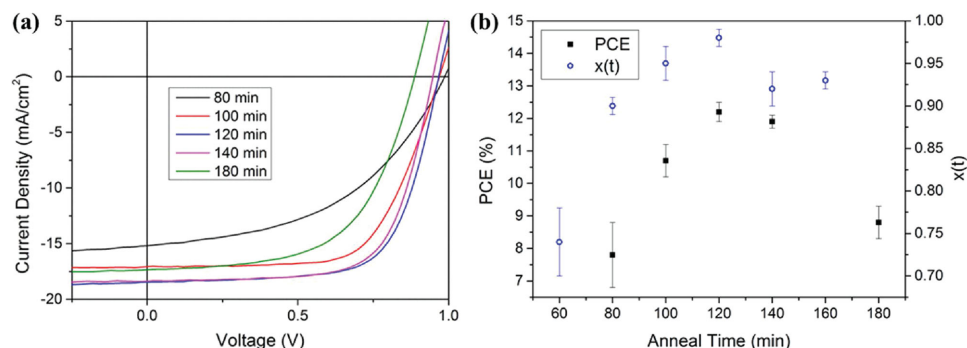 (a)
5
0
-5
-10
-15
-20
Current Density (mA/cm²)
80 min
100 min
120 min
140 min
180 min
0.0
0.5
1.0
Voltage (V)
(b)
15
14
13
12
11
10
9
8
7
PCE (%)
PCE
x(t)
1.00
0.95
0.90
0.85
0.80
0.75
0.70
x(t)
60
80
100
120
140
160
180
Anneal Time (min)